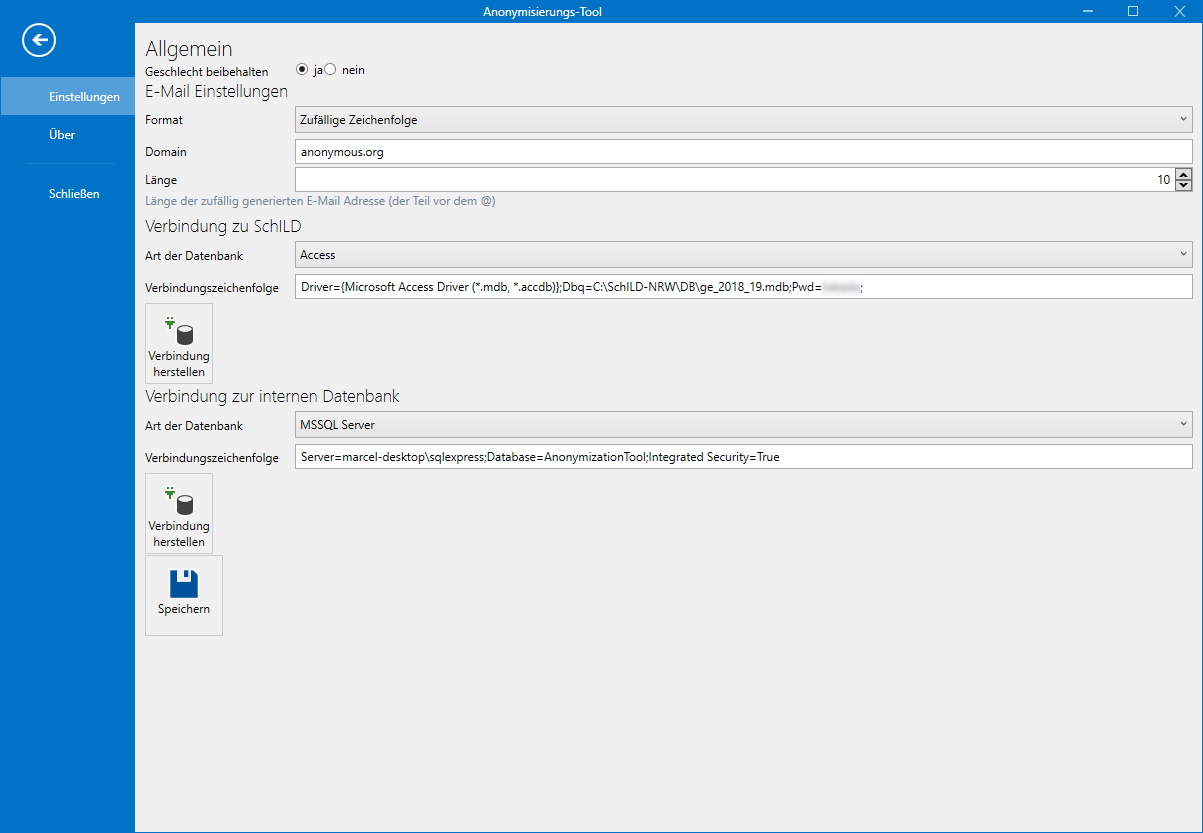 Anonymisierungs-Tool
Einstellungen
Über
Schließen
Allgemein
Geschlecht beibehalten ja nein
E-Mail Einstellungen
Format Zufällige Zeichenfolge
Domain anonymous.org
Länge 10
Länge der zufällig generierten E-Mail Adresse (der Teil vor dem @)
Verbindung zu SchILD
Art der Datenbank Access
Verbindungszeichenfolge Driver={Microsoft Access Driver (*.mdb, *.accdb)};Dbq=C:\SchILD-NRW\DB\ge_2018_19.mdb;Pwd= ;
Verbindung
herstellen
Verbindung zur internen Datenbank
Art der Datenbank MSSQL Server
Verbindungszeichenfolge Server=marcel-desktop\sqlexpress;Database=AnonymizationTool;Integrated Security=True
Verbindung
herstellen
Speichern